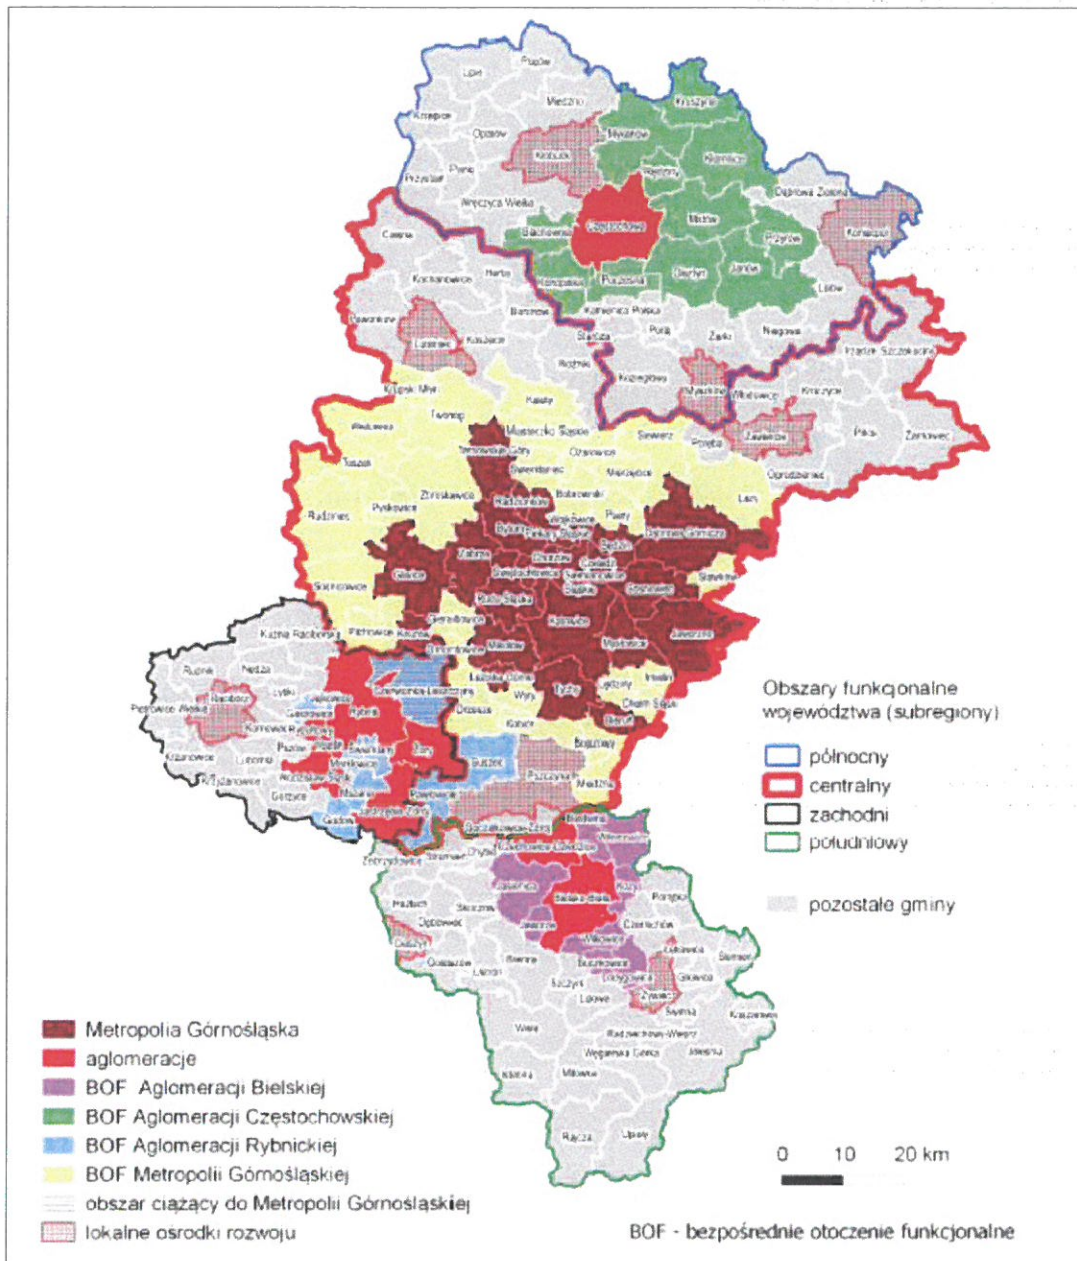 Lipie
Popów
Miedźno
Kruszyna
Krzepice
Opatów
Kłobuck
Mykanów
Kłomnice
Rędziny
Przystajń
Panki
Dąbrowa Zielona
Wręczyca Wielka
Częstochowa
Mstów
Koniecpol
Blachownia
Przyrów
Ciasna
Olsztyn
Janów
Herby
Konopiska
Poczesna
Lelów
Kochanowice
Boronów
Kamienica Polska
Pawonków
Lubliniec
Starcza
Poraj
Żarki
Niegowa
Koszęcin
Irządze
Szczekociny
Woźniki
Koziegłowy
Myszków
Włodowice
Kroczyce
Krupski Młyn
Kalety
Tworóg
Zawiercie
Pilica
Żarnowiec
Wielowieś
Miasteczko Śląskie
Siewierz
Poręba
Tarnowskie Góry
Ożarowice
Toszek
Świerklaniec
Mierzęcice
Ogrodzieniec
Zbrosławice
Bobrowniki
Łazy
Rudziniec
Pyskowice
Radzionków
Psary
Wojkowice
Bytom
Piekary Śląskie
Dąbrowa Górnicza
Będzin
Zabrze
Chorzów
Czeladź
Gliwice
Świętochłowice
Siemianowice
Śląskie
Sławków
Sosnowiec
Sośnicowice
Ruda Śląska
Katowice
Gierałtowice
Pilchowice
Knurów
Mysłowice
Jaworzno
Kuźnia Raciborska
Ornontowice
Mikołów
Rudnik
Nędza
Czerwionka-Leszczyny
Łaziska Górne
Tychy
Lędziny
Imielin
Lyski
Wyry
Racibórz
Orzesze
Chełm Śląski
Pietrowice Wielkie
Rybnik
Kobiór
Bieruń
Kornowac
Żory
Bojszowy
Pszów
Świerklany
Suszec
Krzanowice
Lubomia
Marklowice
Pszczyna
Krzyżanowice
Wodzisław Śląski
Miedźna
Gorzyce
Mszana
Pawłowice
Jastrzębie-Zdrój
Godów
Goczałkowice-Zdrój
Bestwina
Zebrzydowice
Strumień
Chybie
Czechowice-Dziedzice
Wilamowice
Jasienica
Kozy
Hażlach
Bielsko-Biała
Porąbka
Skoczów
Dębowiec
Jaworze
Czernichów
Cieszyn
Wilkowice
Łękawica
Goleszów
Brenna
Buczkowice
Ślemień
Ustroń
Łodygowice
Gilowice
Szczyrk
Żywiec
Lipowa
Świnna
Koszarawa
Wisła
Radziechowy-Wieprz
Węgierska Górka
Jeleśnia
Istebna
Milówka
Rajcza
Ujsoły
Obszary funkcjonalne
województwa (subregiony)
północny
centralny
zachodni
południowy
pozostałe gminy
Metropolia Górnośląska
aglomeracje
BOF Aglomeracji Bielskiej
BOF Aglomeracji Częstochowskiej
BOF Aglomeracji Rybnickiej
BOF Metropolii Górnośląskiej
obszar ciążący do Metropolii Górnośląskiej
lokalne ośrodki rozwoju
0 10 20 km
BOF - bezpośrednie otoczenie funkcjonalne